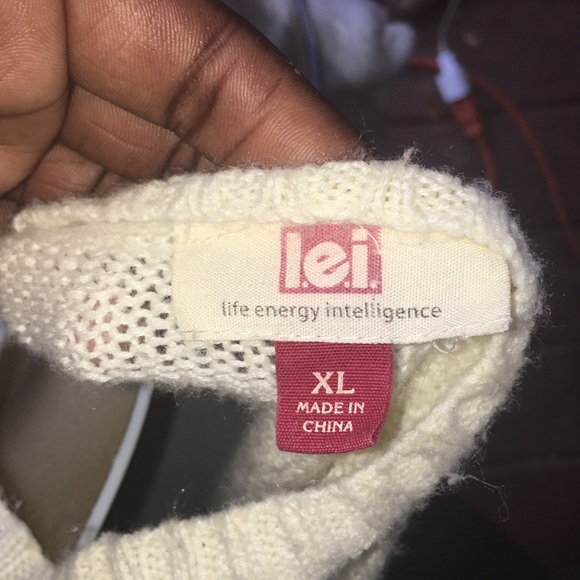 l.e.i.
life energy intelligence
XL
MADE IN
CHINA